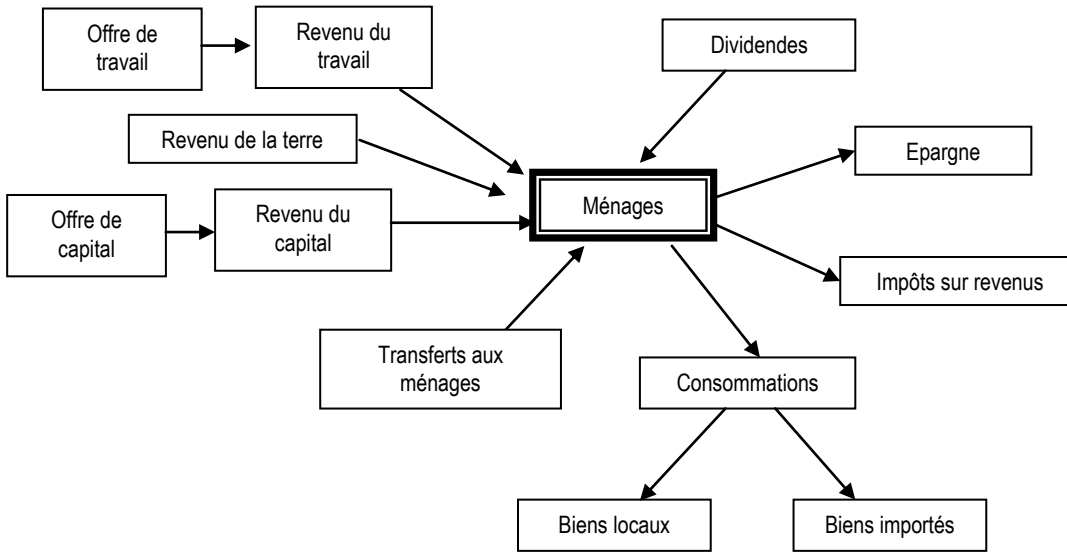 Offre de
travail
Revenu du
travail
Dividendes
Revenu de la terre
Epargne
Ménages
Offre de
capital
Revenu du
capital
Impôts sur revenus
Transferts aux
ménages
Consommations
Biens locaux
Biens importés